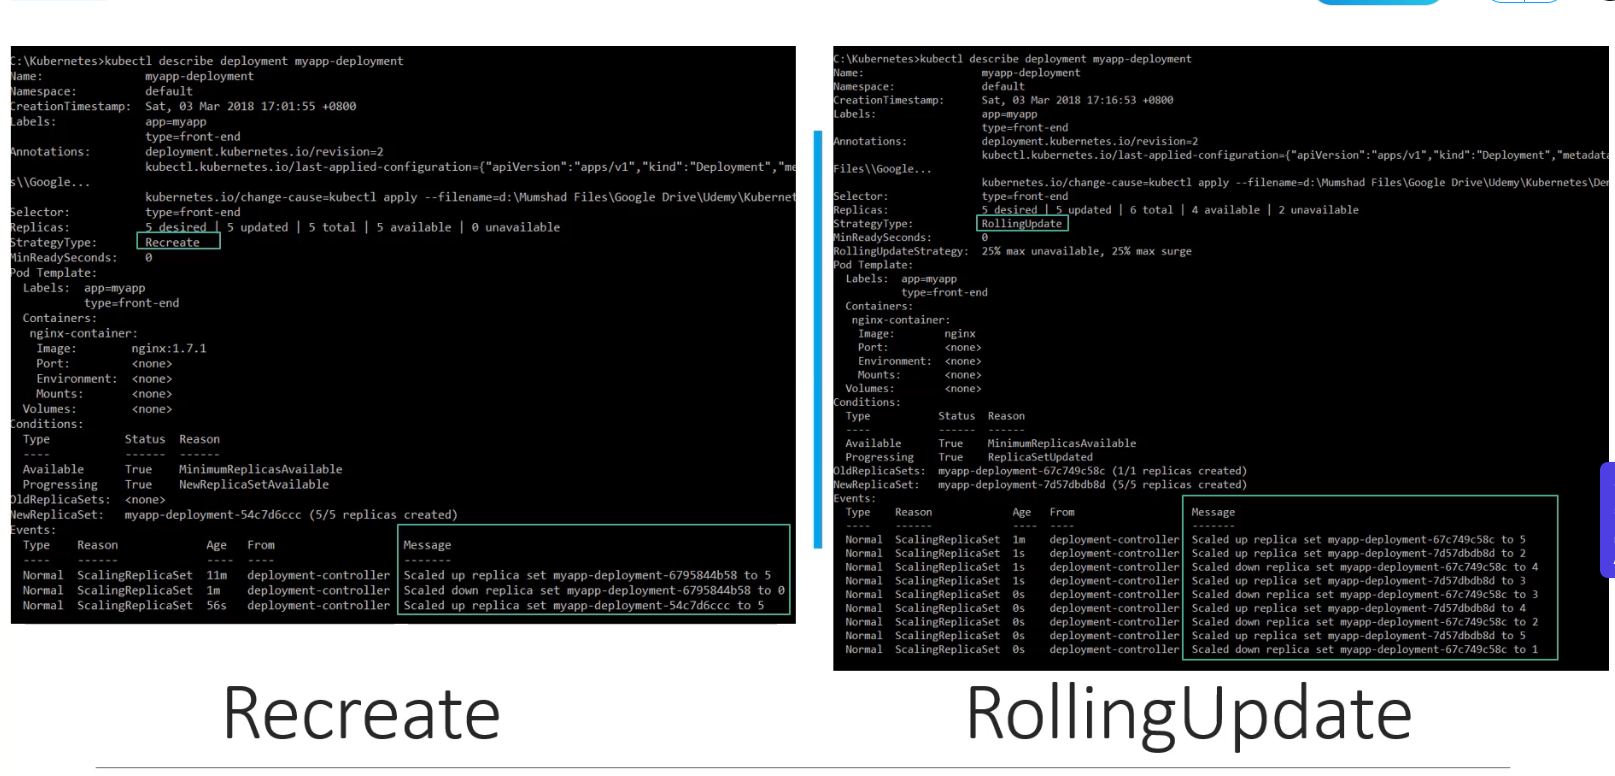 C:\Kubernetes>kubectl describe deployment myapp-deployment
Name: myapp-deployment
Namespace: default
CreationTimestamp: Sat, 03 Mar 2018 17:01:55 +0800
Labels: app=myapp
type=front-end
Annotations: deployment.kubernetes.io/revision=2
kubectl.kubernetes.io/last-applied-configuration={"apiVersion":"apps/v1","kind":"Deployment","me
s\\Google...
kubernetes.io/change-cause=kubectl apply --filename=d:\Mumshad Files\Google Drive\Udemy\Kubernet
Selector: type=front-end
Replicas: 5 desired | 5 updated | 5 total | 5 available | 0 unavailable
StrategyType: Recreate
MinReadySeconds: 0
Pod Template:
Labels: app=myapp
type=front-end
Containers:
nginx-container:
Image: nginx:1.7.1
Port: <none>
Environment: <none>
Mounts: <none>
Volumes: <none>
Conditions:
Type Status Reason
---- ------ ------
Available True MinimumReplicasAvailable
Progressing True NewReplicaSetAvailable
OldReplicaSets: <none>
NewReplicaSet: myapp-deployment-54c7d6ccc (5/5 replicas created)
Events:
Type Reason Age From Message
---- ------ ---- ---- -------
Normal ScalingReplicaSet 11m deployment-controller Scaled up replica set myapp-deployment-6795844b58 to 5
Normal ScalingReplicaSet 1m deployment-controller Scaled down replica set myapp-deployment-6795844b58 to 0
Normal ScalingReplicaSet 56s deployment-controller Scaled up replica set myapp-deployment-54c7d6ccc to 5
Recreate
C:\Kubernetes>kubectl describe deployment myapp-deployment
Name: myapp-deployment
Namespace: default
CreationTimestamp: Sat, 03 Mar 2018 17:16:53 +0800
Labels: app=myapp
type=front-end
Annotations: deployment.kubernetes.io/revision=2
kubectl.kubernetes.io/last-applied-configuration={"apiVersion":"apps/v1","kind":"Deployment","metadata
Files\\Google...
kubernetes.io/change-cause=kubectl apply --filename=d:\Mumshad Files\Google Drive\Udemy\Kubernetes\De
Selector: type=front-end
Replicas: 5 desired | 5 updated | 6 total | 4 available | 2 unavailable
StrategyType: RollingUpdate
MinReadySeconds: 0
RollingUpdateStrategy: 25% max unavailable, 25% max surge
Pod Template:
Labels: app=myapp
type=front-end
Containers:
nginx-container:
Image: nginx
Port: <none>
Environment: <none>
Mounts: <none>
Volumes: <none>
Conditions:
Type Status Reason
---- ------ ------
Available True MinimumReplicasAvailable
Progressing True ReplicaSetUpdated
OldReplicaSets: myapp-deployment-67c749c58c (1/1 replicas created)
NewReplicaSet: myapp-deployment-7d57dbdb8d (5/5 replicas created)
Events:
Type Reason Age From Message
---- ------ ---- ---- -------
Normal ScalingReplicaSet 1m deployment-controller Scaled up replica set myapp-deployment-67c749c58c to 5
Normal ScalingReplicaSet 1s deployment-controller Scaled up replica set myapp-deployment-7d57dbdb8d to 2
Normal ScalingReplicaSet 1s deployment-controller Scaled down replica set myapp-deployment-67c749c58c to 4
Normal ScalingReplicaSet 1s deployment-controller Scaled up replica set myapp-deployment-7d57dbdb8d to 3
Normal ScalingReplicaSet 0s deployment-controller Scaled down replica set myapp-deployment-67c749c58c to 3
Normal ScalingReplicaSet 0s deployment-controller Scaled up replica set myapp-deployment-7d57dbdb8d to 4
Normal ScalingReplicaSet 0s deployment-controller Scaled down replica set myapp-deployment-67c749c58c to 2
Normal ScalingReplicaSet 0s deployment-controller Scaled up replica set myapp-deployment-7d57dbdb8d to 5
Normal ScalingReplicaSet 0s deployment-controller Scaled down replica set myapp-deployment-67c749c58c to 1
RollingUpdate